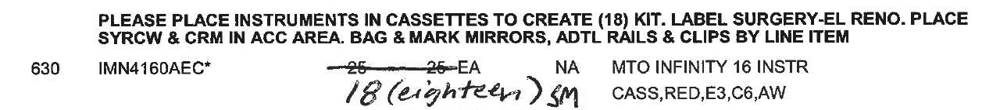 PLEASE PLACE INSTRUMENTS IN CASSETTES TO CREATE (18) KIT. LABEL SURGERY-EL RENO. PLACE
SYRCW & CRM IN ACC AREA. BAG & MARK MIRRORS, ADTL RAILS & CLIPS BY LINE ITEM
630 IMN4160AEC* 25 25 EA NA MTO INFINITY 16 INSTR
18 (eighteen) SM CASS,RED,E3,C6,AW